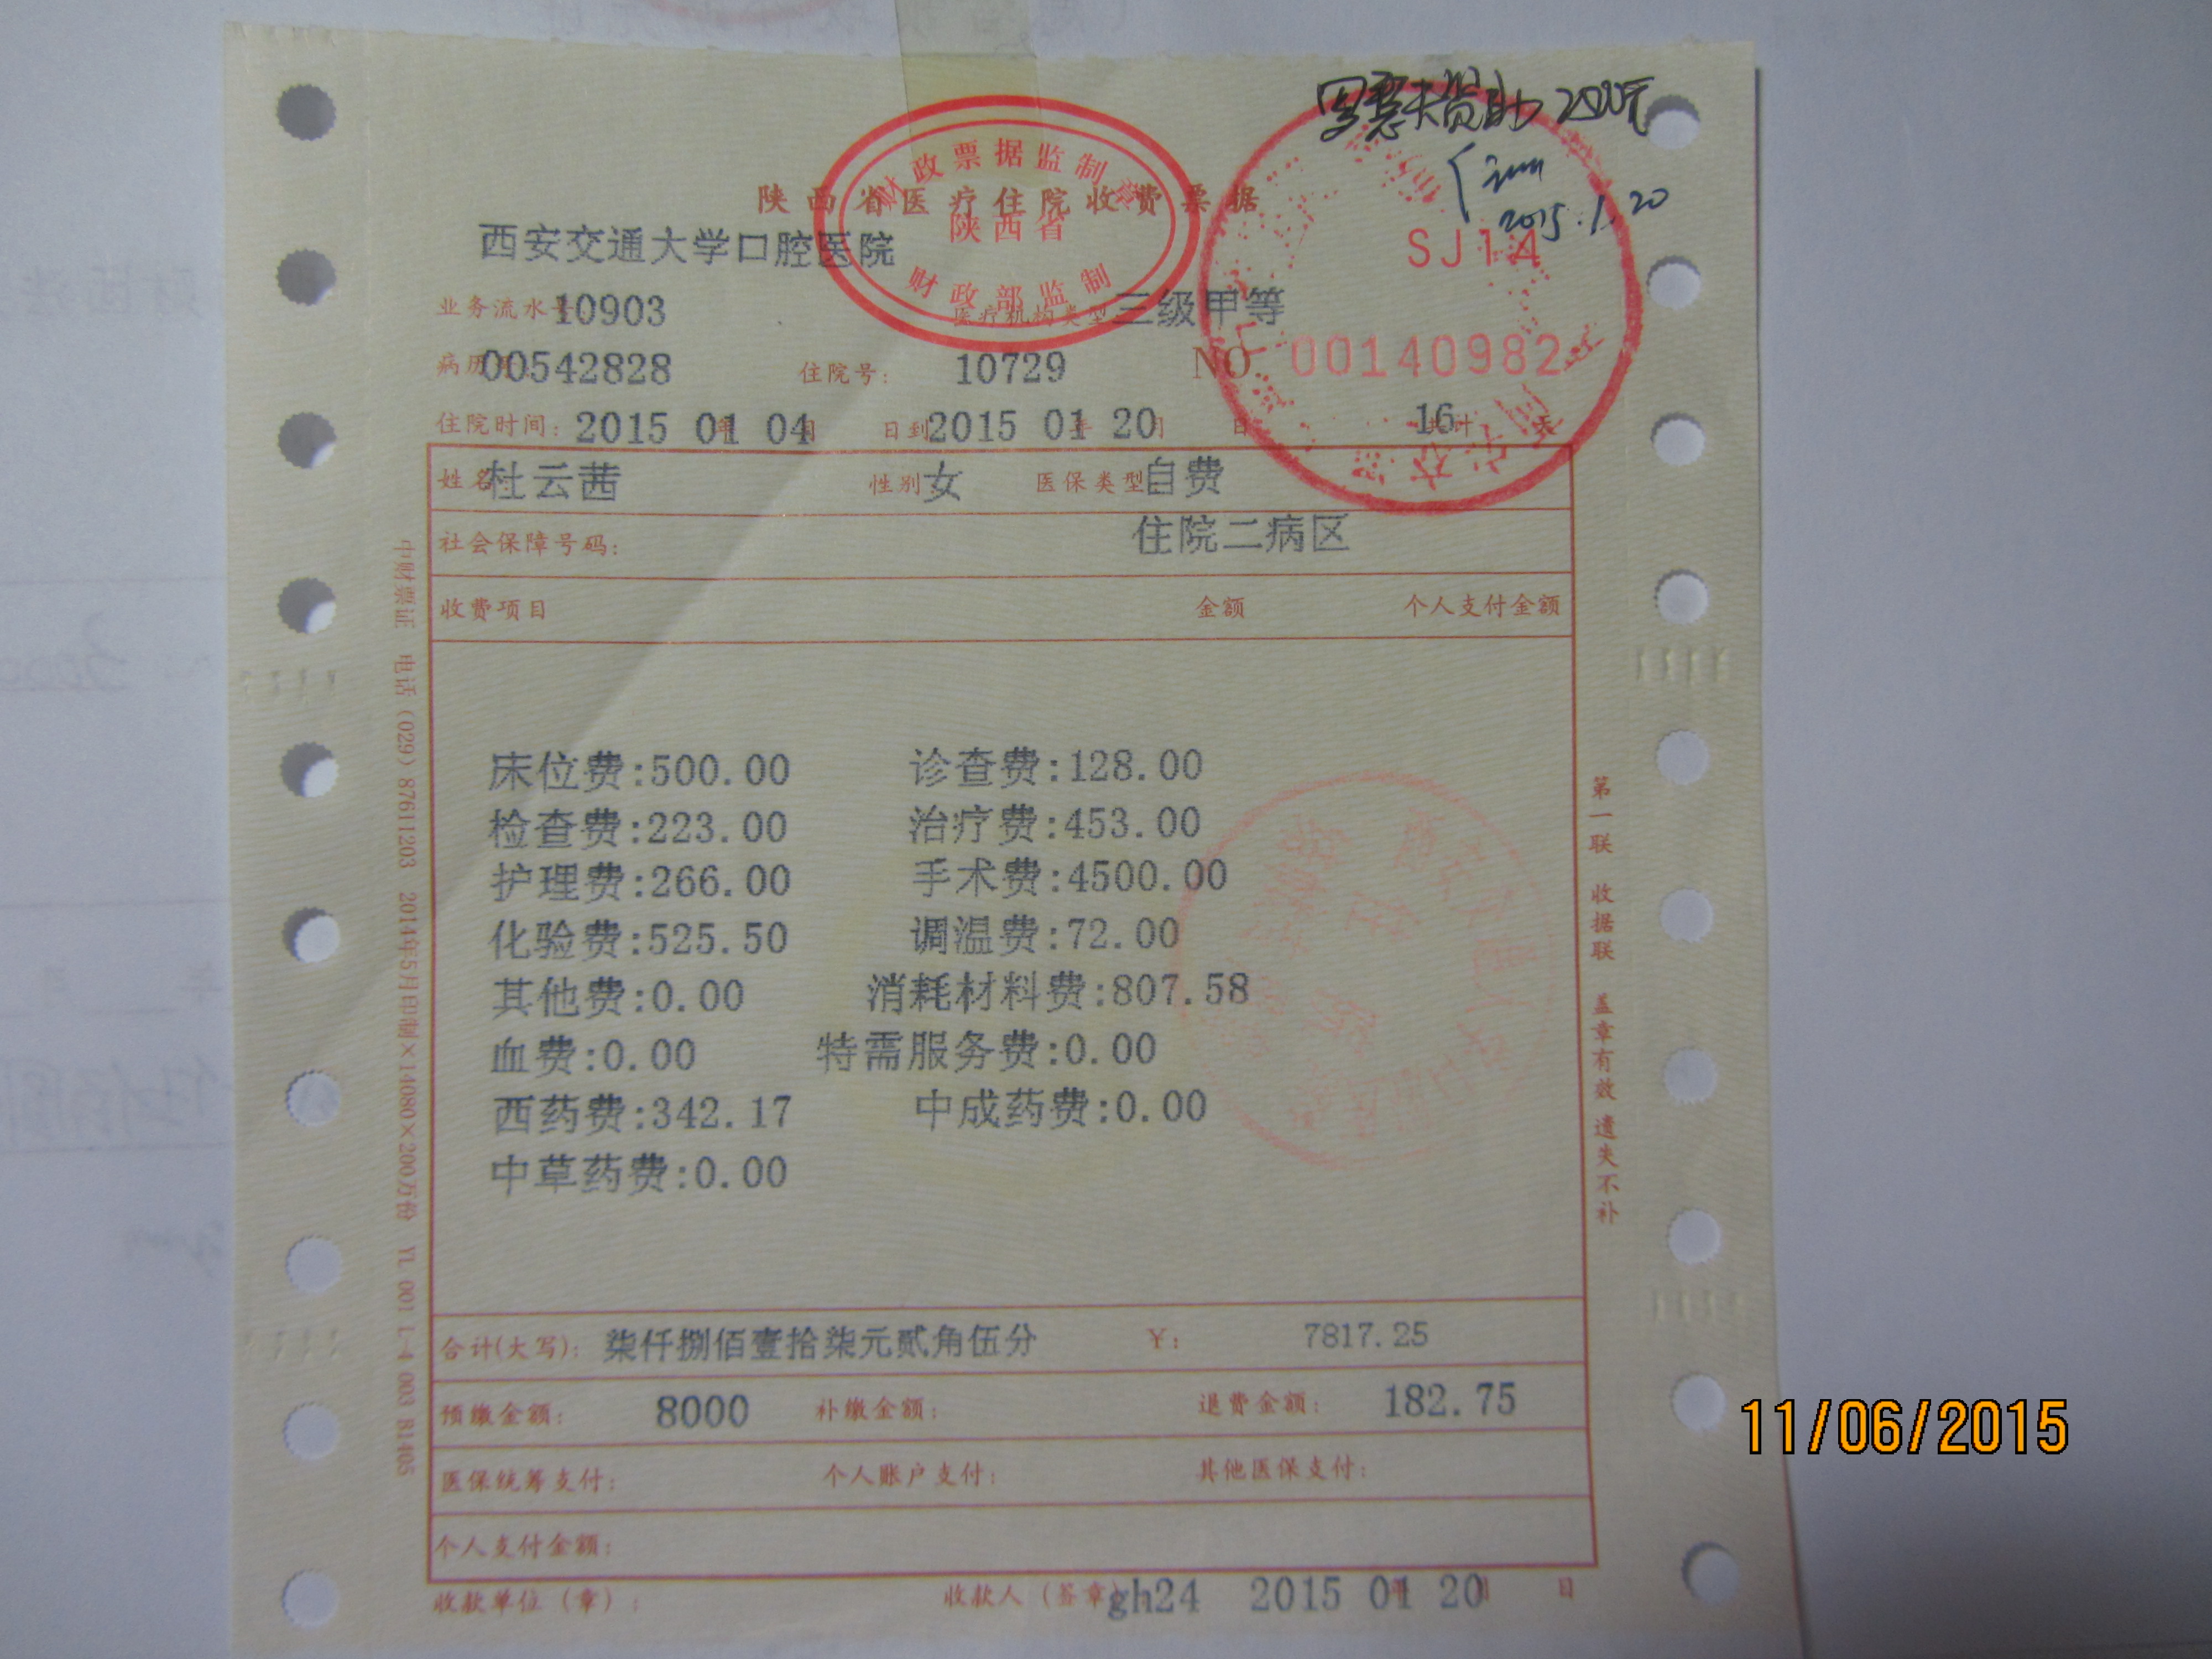 资助 2000元
2015.1.20
财政票据监制章
陕西省
财政部监制
陕西省医疗住院收费票据
西安交通大学口腔医院
SJ14
业务流水号 10903 医疗机构类型 三级甲等
病历号 00542828 住院号: 10729 NO. 00140982
住院时间: 2015 年 01 月 04 日到 2015 年 01 月 20 日 共计 16 天
姓名 杜云茜 性别 女 医保类型 自费
社会保障号码: 住院二病区
收费项目 金额 个人支付金额
床位费:500.00 诊查费:128.00
检查费:223.00 治疗费:453.00
护理费:266.00 手术费:4500.00
化验费:525.50 调温费:72.00
其他费:0.00 消耗材料费:807.58
血费:0.00 特需服务费:0.00
西药费:342.17 中成药费:0.00
中草药费:0.00
合计(大写): 柒仟捌佰壹拾柒元贰角伍分 Y: 7817.25
预缴金额: 8000 补缴金额: 退费金额: 182.75
医保统筹支付: 个人账户支付: 其他医保支付:
个人支付金额:
收款单位（章）: 收款人（签章） gh24 2015 年 01 月 20 日
中财票证 电话（029）87611203 2014年5月印制×14080×200万份 YL 001 1-4 003 B1405
第一联 收据联 盖章有效 遗失不补
11/06/2015